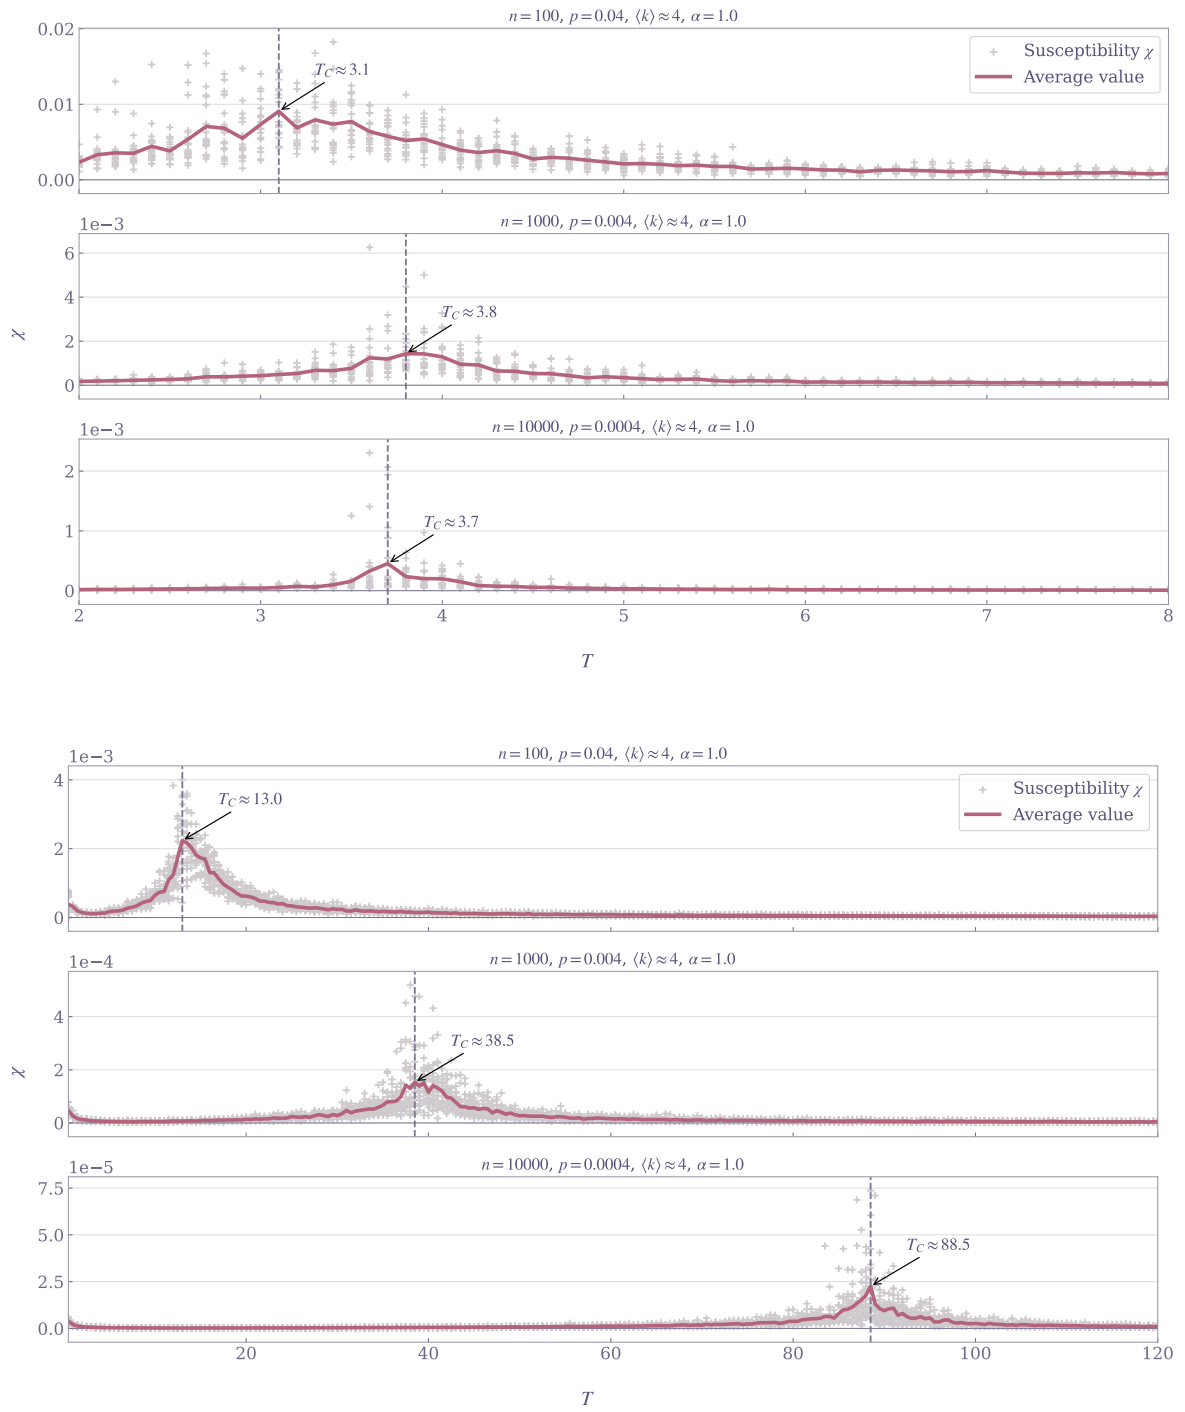 n = 100, p = 0.04, ⟨k⟩ ≈ 4, α = 1.0
0.02
0.01
0.00
T_C ≈ 3.1
Susceptibility χ
Average value
1e−3
n = 1000, p = 0.004, ⟨k⟩ ≈ 4, α = 1.0
6
4
2
0
T_C ≈ 3.8
χ
1e−3
n = 10000, p = 0.0004, ⟨k⟩ ≈ 4, α = 1.0
2
1
0
T_C ≈ 3.7
2 3 4 5 6 7 8
T
1e−3
n = 100, p = 0.04, ⟨k⟩ ≈ 4, α = 1.0
4
2
0
T_C ≈ 13.0
Susceptibility χ
Average value
1e−4
n = 1000, p = 0.004, ⟨k⟩ ≈ 4, α = 1.0
4
2
0
T_C ≈ 38.5
χ
1e−5
n = 10000, p = 0.0004, ⟨k⟩ ≈ 4, α = 1.0
7.5
5.0
2.5
0.0
T_C ≈ 88.5
20 40 60 80 100 120
T